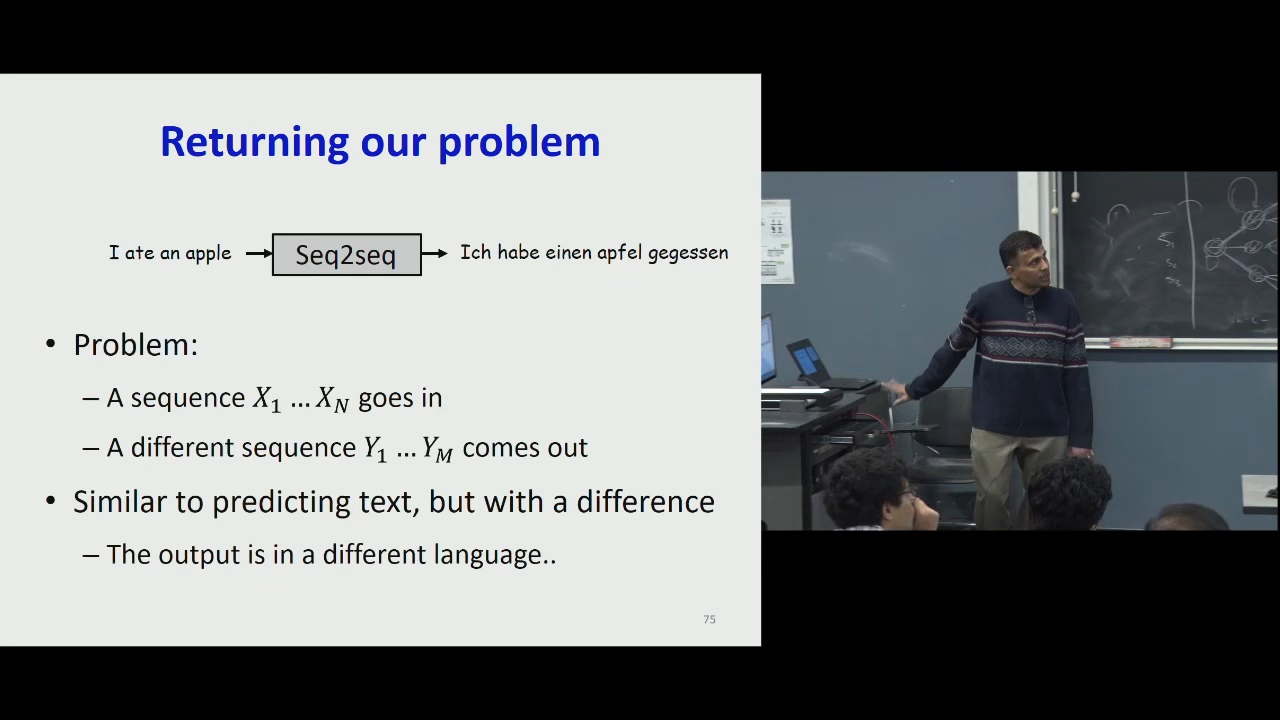 Returning our problem
I ate an apple
Seq2seq
Ich habe einen apfel gegessen
• Problem:
– A sequence X₁ … X_N goes in
– A different sequence Y₁ … Y_M comes out
• Similar to predicting text, but with a difference
– The output is in a different language..
75